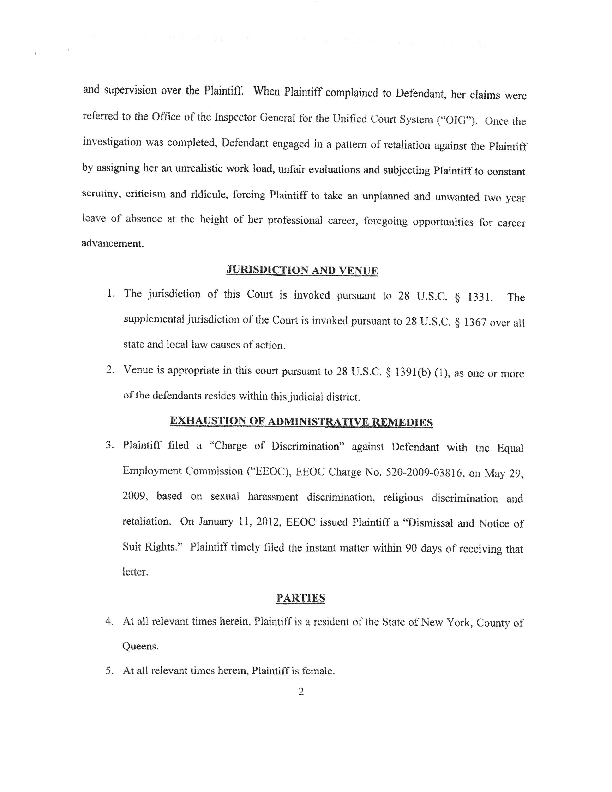 and supervision over the Plaintiff. When Plaintiff complained to Defendant, her claims were
referred to the Office of the Inspector General for the Unified Court System ("OIG"). Once the
investigation was completed, Defendant engaged in a pattern of retaliation against the Plaintiff
by assigning her an unrealistic work load, unfair evaluations and subjecting Plaintiff to constant
scrutiny, criticism and ridicule, forcing Plaintiff to take an unplanned and unwanted two year
leave of absence at the height of her professional career, foregoing opportunities for career
advancement.
JURISDICTION AND VENUE
1. The jurisdiction of this Court is invoked pursuant to 28 U.S.C. § 1331. The
supplemental jurisdiction of the Court is invoked pursuant to 28 U.S.C. § 1367 over all
state and local law causes of action.
2. Venue is appropriate in this court pursuant to 28 U.S.C. § 1391(b) (1), as one or more
of the defendants resides within this judicial district.
EXHAUSTION OF ADMINISTRATIVE REMEDIES
3. Plaintiff filed a "Charge of Discrimination" against Defendant with the Equal
Employment Commission ("EEOC), EEOC Charge No. 520-2009-03816, on May 29,
2009, based on sexual harassment discrimination, religious discrimination and
retaliation. On January 11, 2012, EEOC issued Plaintiff a "Dismissal and Notice of
Suit Rights." Plaintiff timely filed the instant matter within 90 days of receiving that
letter.
PARTIES
4. At all relevant times herein, Plaintiff is a resident of the State of New York, County of
Queens.
5. At all relevant times herein, Plaintiff is female.
2